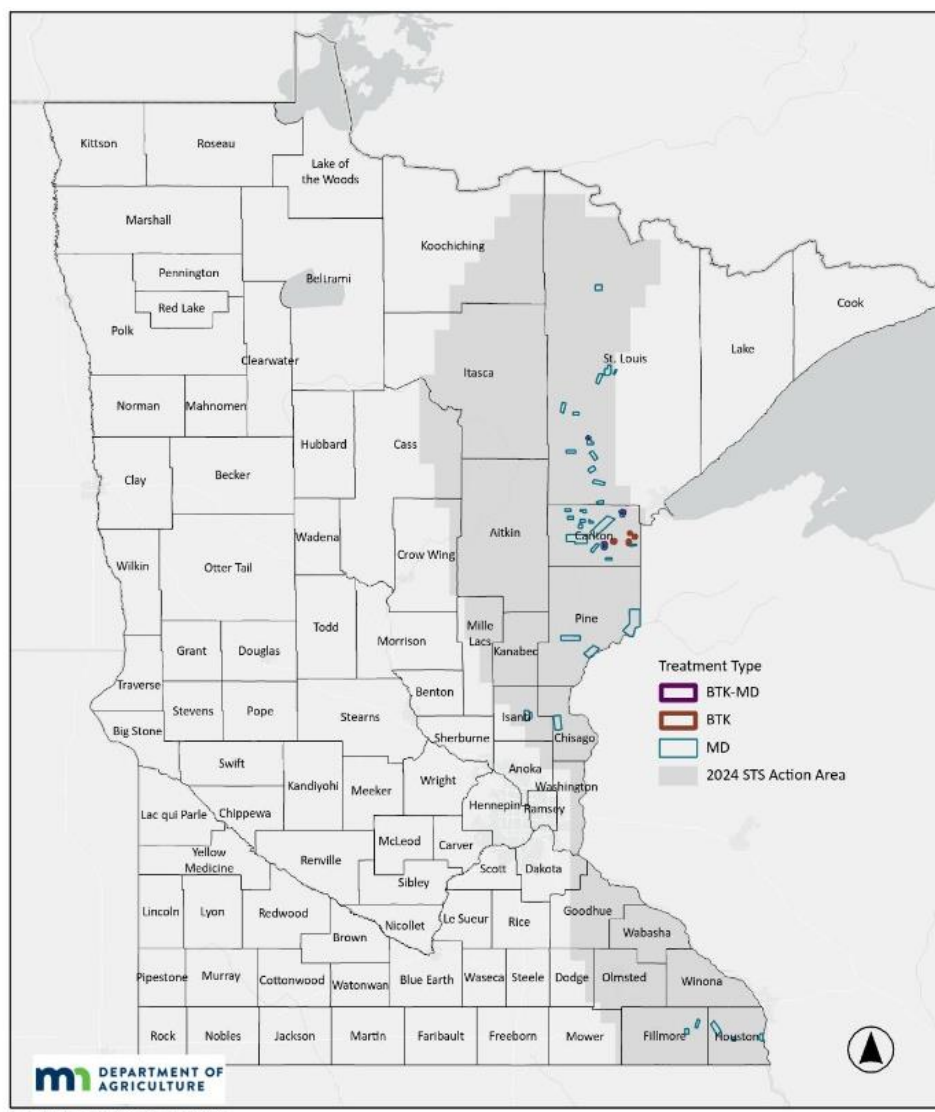 Kittson
Roseau
Lake of
the Woods
Marshall
Koochiching
Pennington
Beltrami
Red Lake
Cook
Polk
Clearwater
St. Louis
Lake
Itasca
Norman
Mahnomen
Hubbard
Cass
Clay
Becker
Aitkin
Wadena
Carlton
Crow Wing
Wilkin
Otter Tail
Pine
Todd
Mille
Lacs
Morrison
Kanabec
Grant
Douglas
Treatment Type
Traverse
Benton
BTK-MD
Stevens
Pope
Stearns
Isanti
BTK
Big Stone
Sherburne
Chisago
MD
Swift
Anoka
2024 STS Action Area
Kandiyohi
Meeker
Wright
Washington
Hennepin
Ramsey
Lac qui Parle
Chippewa
McLeod
Carver
Yellow
Medicine
Renville
Scott
Dakota
Sibley
Lincoln
Lyon
Redwood
Nicollet
Le Sueur
Rice
Goodhue
Brown
Wabasha
Pipestone
Murray
Cottonwood
Watonwan
Blue Earth
Waseca
Steele
Dodge
Olmsted
Winona
Rock
Nobles
Jackson
Martin
Faribault
Freeborn
Mower
Fillmore
Houston
mn DEPARTMENT OF
AGRICULTURE